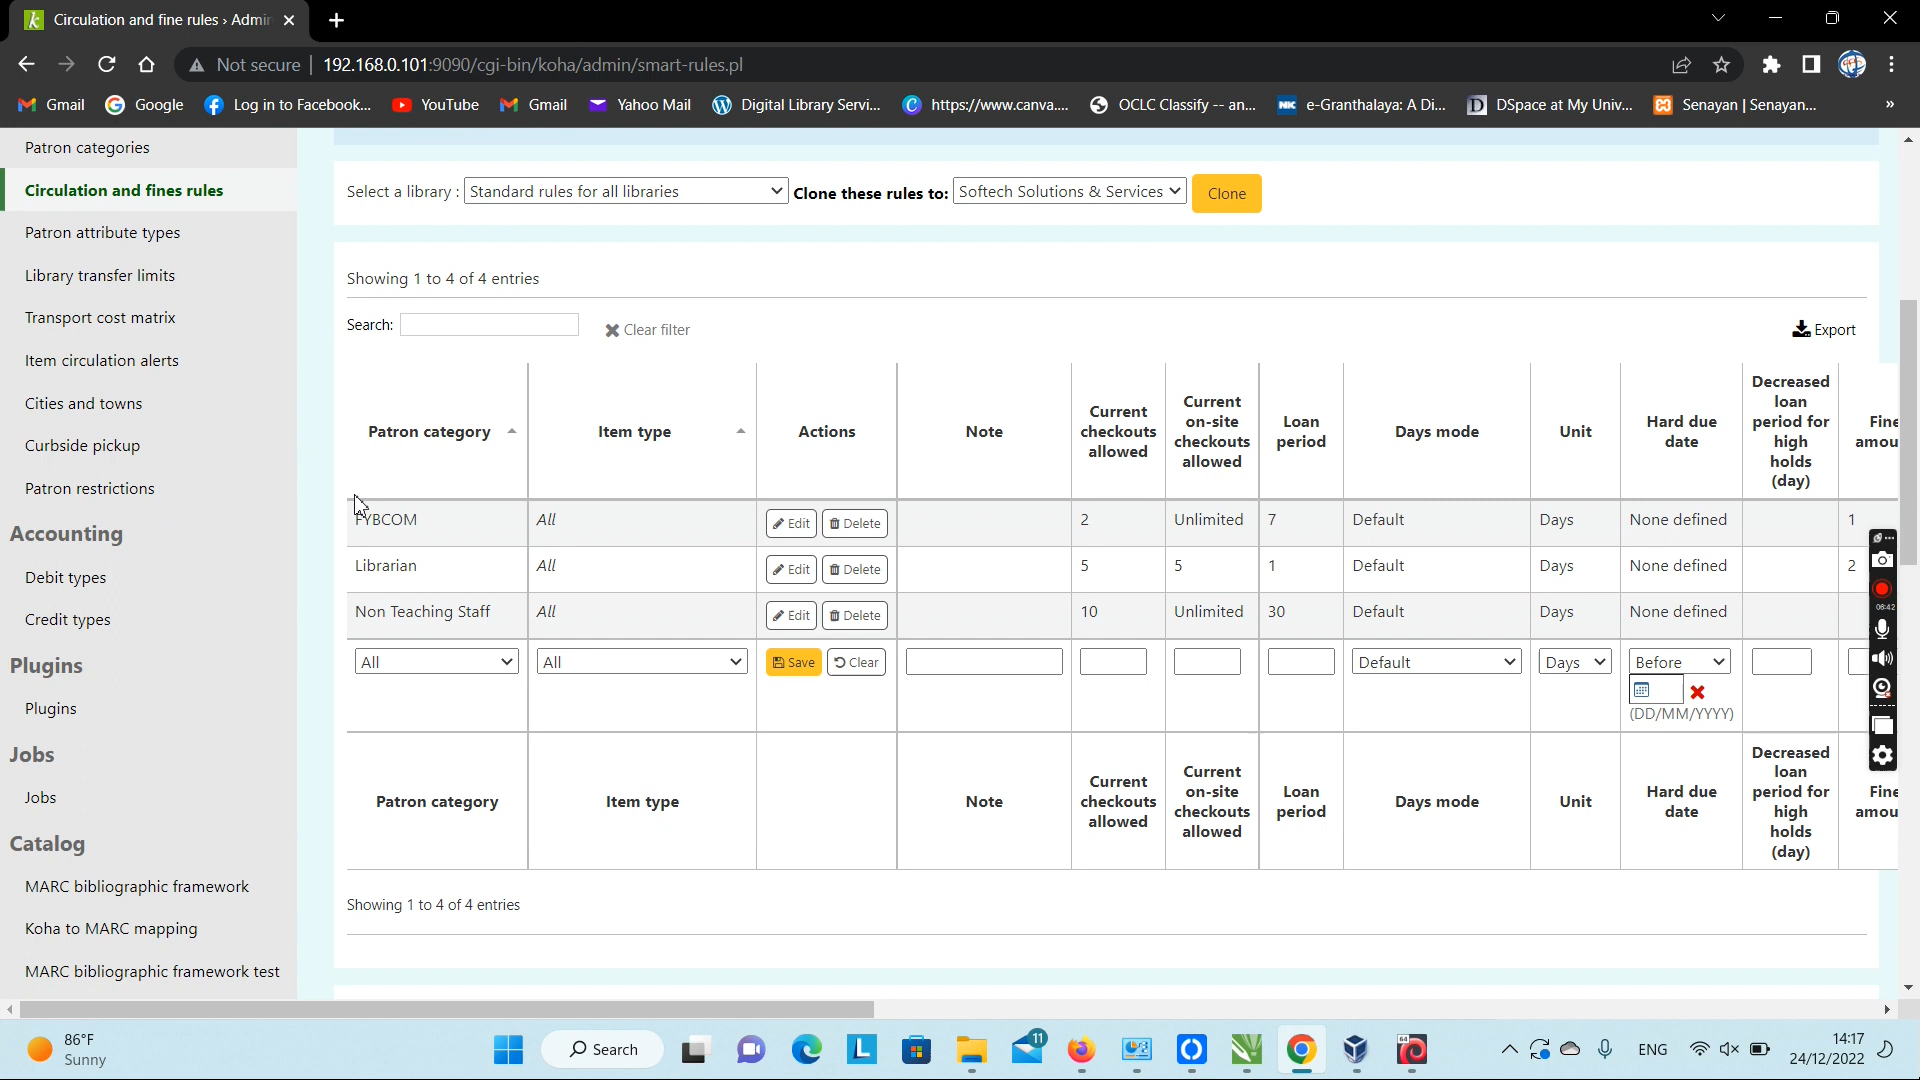 Circulation and fine rules › Admin
Not secure 192.168.0.101:9090/cgi-bin/koha/admin/smart-rules.pl
Gmail Google Log in to Facebook... YouTube Gmail Yahoo Mail Digital Library Servi... https://www.canva.... OCLC Classify -- an... e-Granthalaya: A Di... DSpace at My Univ... Senayan | Senayan... »
Patron categories
Circulation and fines rules
Patron attribute types
Library transfer limits
Transport cost matrix
Item circulation alerts
Cities and towns
Curbside pickup
Patron restrictions
Accounting
Debit types
Credit types
Plugins
Plugins
Jobs
Jobs
Catalog
MARC bibliographic framework
Koha to MARC mapping
MARC bibliographic framework test
Select a library : Standard rules for all libraries Clone these rules to: Softech Solutions & Services Clone
Showing 1 to 4 of 4 entries
Search: Clear filter Export
Patron category Item type Actions Note Current checkouts allowed Current on-site checkouts allowed Loan period Days mode Unit Hard due date Decreased loan period for high holds (day) Fine amou
FYBCOM All Edit Delete 2 Unlimited 7 Default Days None defined 1
Librarian All Edit Delete 5 5 1 Default Days None defined 2
Non Teaching Staff All Edit Delete 10 Unlimited 30 Default Days None defined
All All Save Clear Default Days Before
(DD/MM/YYYY)
Patron category Item type Note Current checkouts allowed Current on-site checkouts allowed Loan period Days mode Unit Hard due date Decreased loan period for high holds (day) Fine amou
Showing 1 to 4 of 4 entries
06:42
86°F
Sunny
Search
11
64
ENG
14:17
24/12/2022